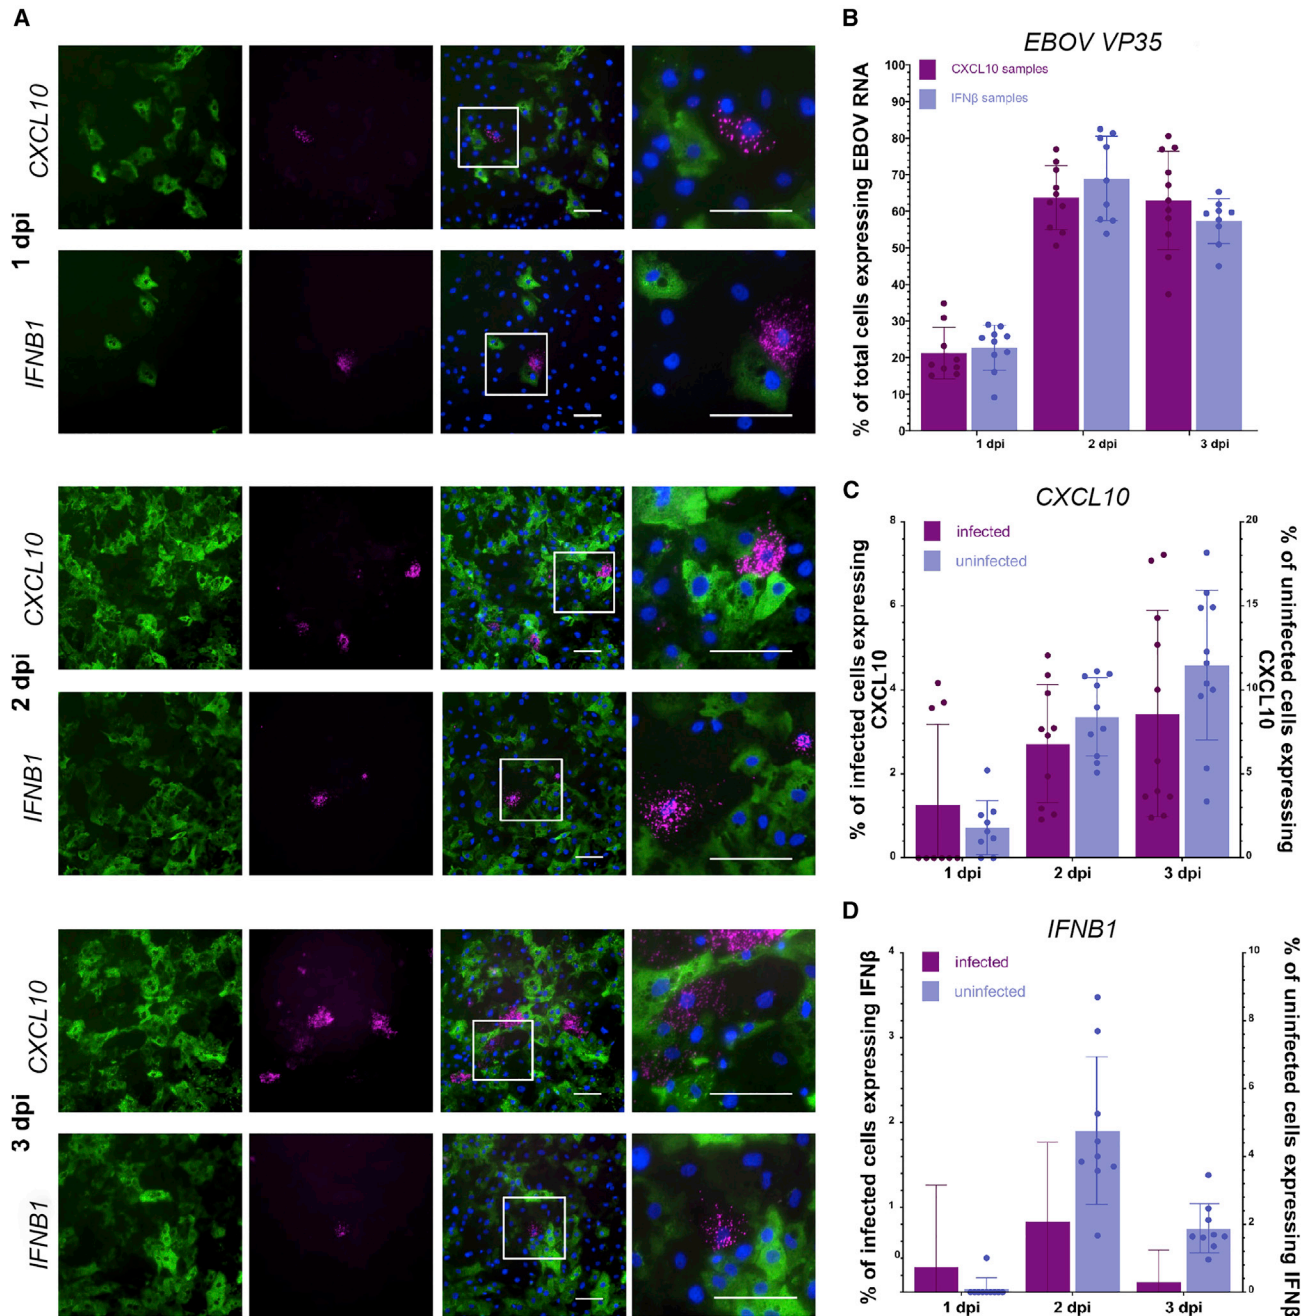 A
CXCL10
IFNB1
1 dpi
CXCL10
IFNB1
2 dpi
CXCL10
IFNB1
3 dpi
B
EBOV VP35
CXCL10 samples
IFNβ samples
% of total cells expressing EBOV RNA
100
90
80
70
60
50
40
30
20
10
0
1 dpi
2 dpi
3 dpi
C
CXCL10
infected
uninfected
% of infected cells expressing
CXCL10
8
6
4
2
0
20
15
10
5
0
% of uninfected cells expressing
CXCL10
1 dpi
2 dpi
3 dpi
D
IFNB1
infected
uninfected
% of infected cells expressing IFNβ
4
3
2
1
0
10
8
6
4
2
0
% of uninfected cells expressing IFNβ
1 dpi
2 dpi
3 dpi